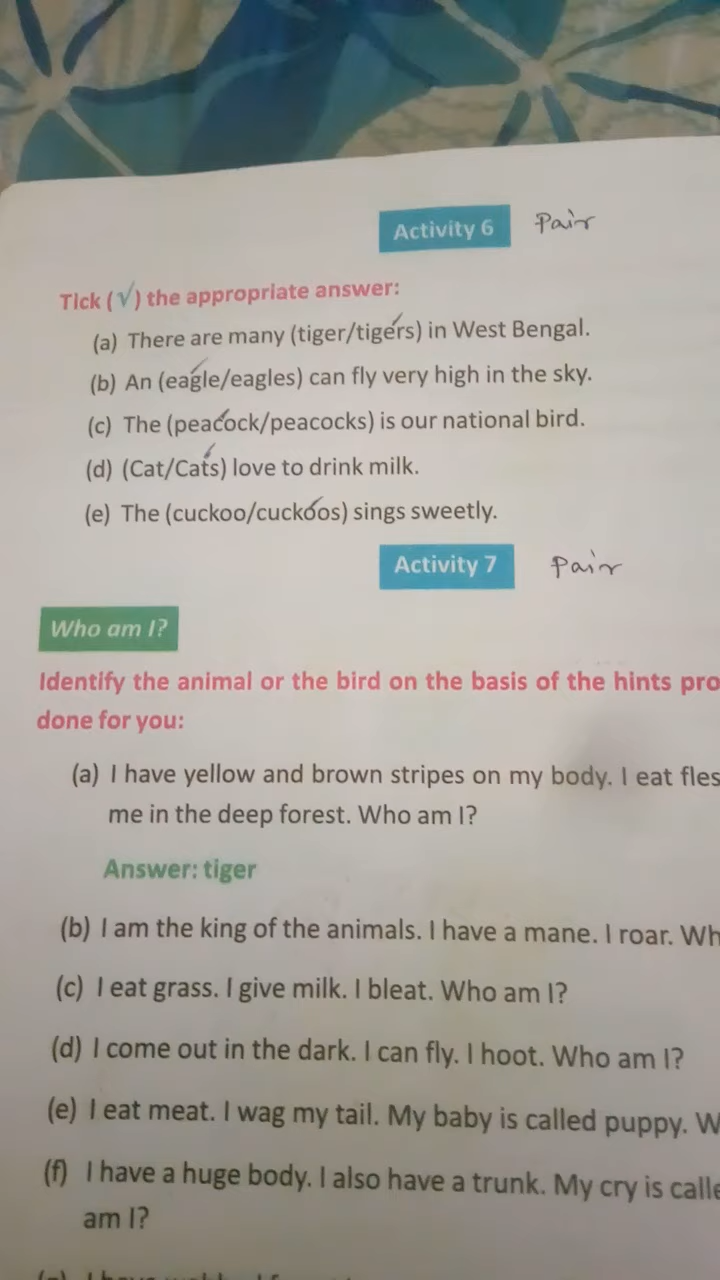 Activity 6 Pair
Tick (√) the appropriate answer:
(a) There are many (tiger/tigers) in West Bengal.
(b) An (eagle/eagles) can fly very high in the sky.
(c) The (peacock/peacocks) is our national bird.
(d) (Cat/Cats) love to drink milk.
(e) The (cuckoo/cuckoos) sings sweetly.
Activity 7 Pair
Who am I?
Identify the animal or the bird on the basis of the hints pro
done for you:
(a) I have yellow and brown stripes on my body. I eat fles
me in the deep forest. Who am I?
Answer: tiger
(b) I am the king of the animals. I have a mane. I roar. Wh
(c) I eat grass. I give milk. I bleat. Who am I?
(d) I come out in the dark. I can fly. I hoot. Who am I?
(e) I eat meat. I wag my tail. My baby is called puppy. W
(f) I have a huge body. I also have a trunk. My cry is calle
am I?